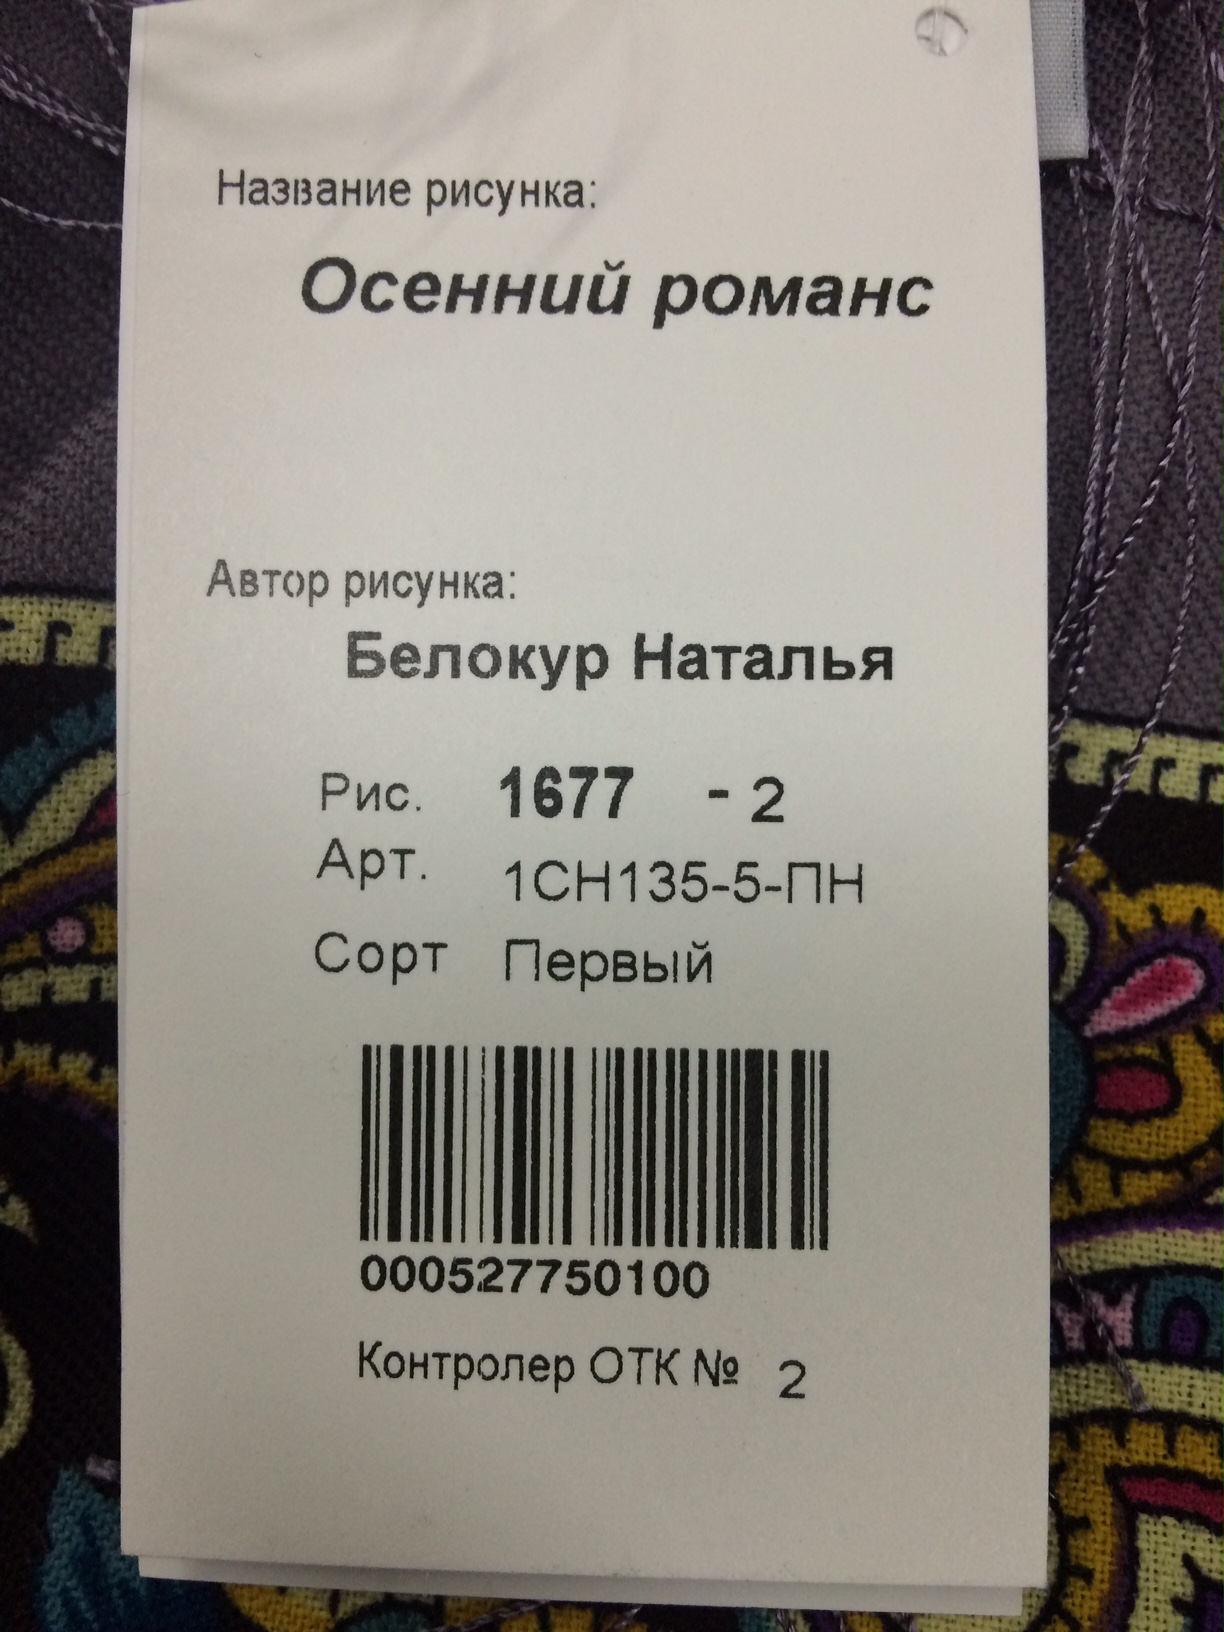 Название рисунка:
Осенний романс
Автор рисунка:
Белокур Наталья
Рис. 1677 - 2
Арт. 1СН135-5-ПН
Сорт Первый
000527750100
Контролер ОТК № 2